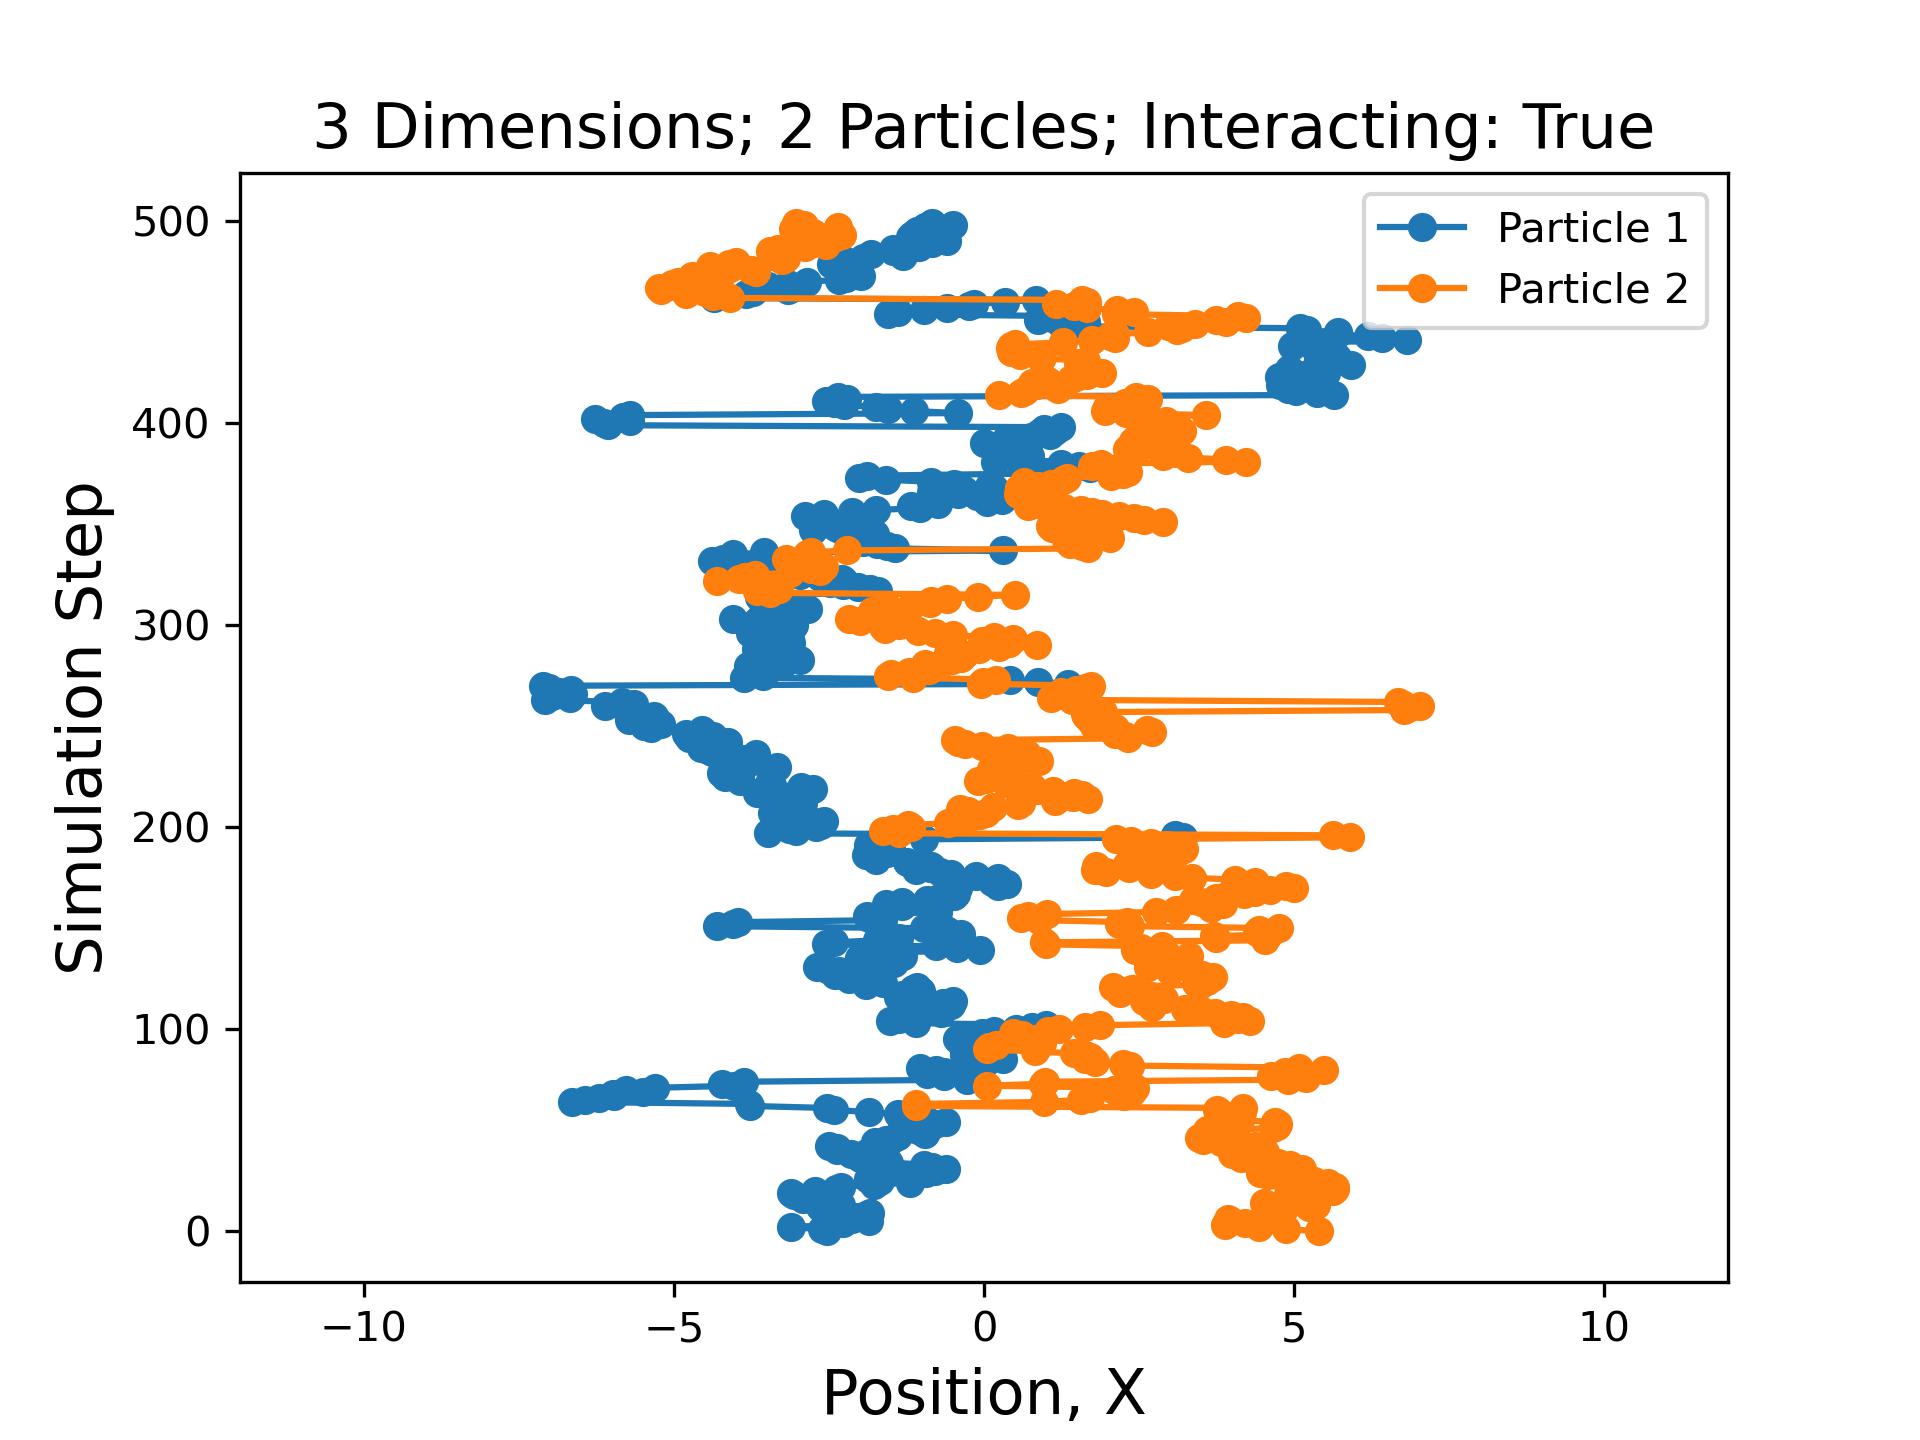 3 Dimensions; 2 Particles; Interacting: True
Particle 1
Particle 2
500
400
300
200
100
0
Simulation Step
−10
−5
0
5
10
Position, X